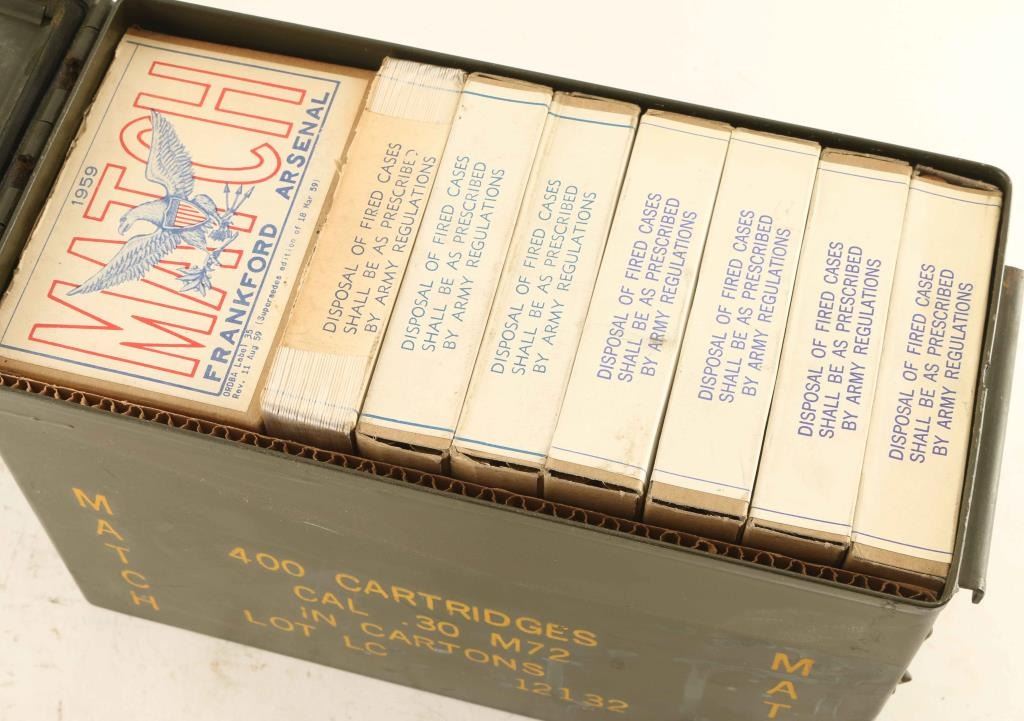 1959
MATCH
FRANKFORD ARSENAL
ORDBA Label 35
Rev. 11 Aug 59 (Supersedes edition of 18 Mar 59)
DISPOSAL OF FIRED CASES
SHALL BE AS PRESCRIBED
BY ARMY REGULATIONS
DISPOSAL OF FIRED CASES
SHALL BE AS PRESCRIBED
BY ARMY REGULATIONS
DISPOSAL OF FIRED CASES
SHALL BE AS PRESCRIBED
BY ARMY REGULATIONS
DISPOSAL OF FIRED CASES
SHALL BE AS PRESCRIBED
BY ARMY REGULATIONS
DISPOSAL OF FIRED CASES
SHALL BE AS PRESCRIBED
BY ARMY REGULATIONS
DISPOSAL OF FIRED CASES
SHALL BE AS PRESCRIBED
BY ARMY REGULATIONS
DISPOSAL OF FIRED CASES
SHALL BE AS PRESCRIBED
BY ARMY REGULATIONS
MATCH
400 CARTRIDGES
CAL .30 M72
IN CARTONS
LOT LC 12132
MAT